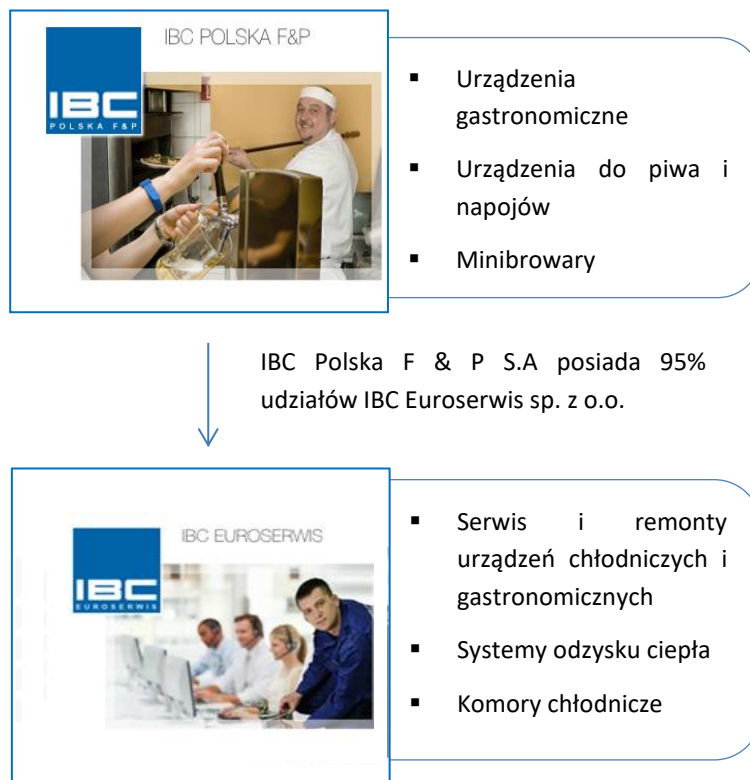 IBC POLSKA F&P
IBC
POLSKA F&P
▪ Urządzenia
gastronomiczne
▪ Urządzenia do piwa i
napojów
▪ Minibrowary
IBC Polska F & P S.A posiada 95%
udziałów IBC Euroserwis sp. z o.o.
IBC EUROSERWIS
IBC
EUROSERWIS
▪ Serwis i remonty
urządzeń chłodniczych i
gastronomicznych
▪ Systemy odzysku ciepła
▪ Komory chłodnicze